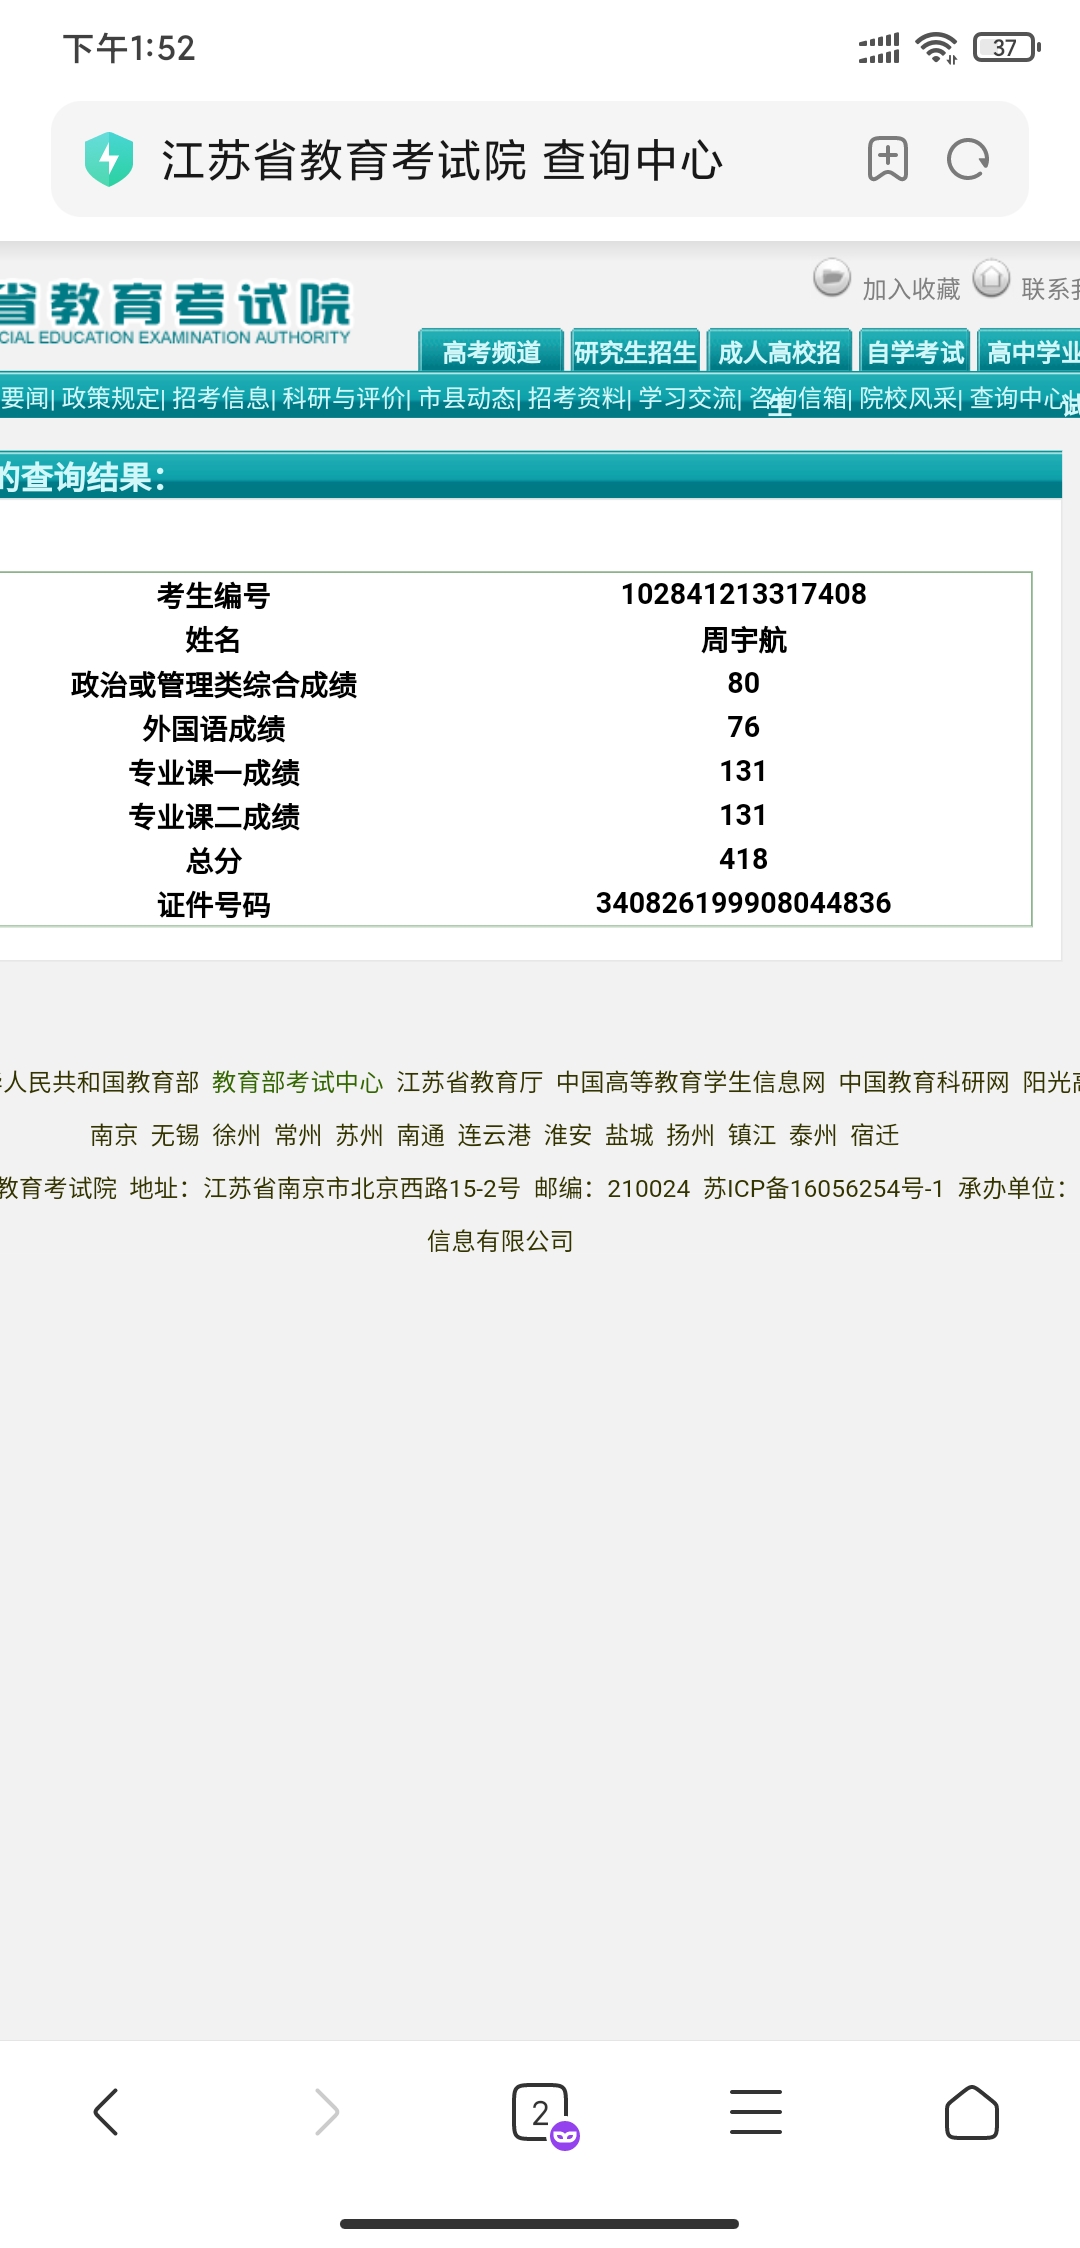 下午1:52
37
江苏省教育考试院 查询中心
省教育考试院
CIAL EDUCATION EXAMINATION AUTHORITY
加入收藏 联系
高考频道 研究生招生 成人高校招生 自学考试 高中学业
要闻| 政策规定| 招考信息| 科研与评价| 市县动态| 招考资料| 学习交流| 咨询信箱| 院校风采| 查询中心 试
的查询结果：
考生编号 102841213317408
姓名 周宇航
政治或管理类综合成绩 80
外国语成绩 76
专业课一成绩 131
专业课二成绩 131
总分 418
证件号码 340826199908044836
人民共和国教育部 教育部考试中心 江苏省教育厅 中国高等教育学生信息网 中国教育科研网 阳光高
南京 无锡 徐州 常州 苏州 南通 连云港 淮安 盐城 扬州 镇江 泰州 宿迁
教育考试院 地址：江苏省南京市北京西路15-2号 邮编：210024 苏ICP备16056254号-1 承办单位：
信息有限公司
2